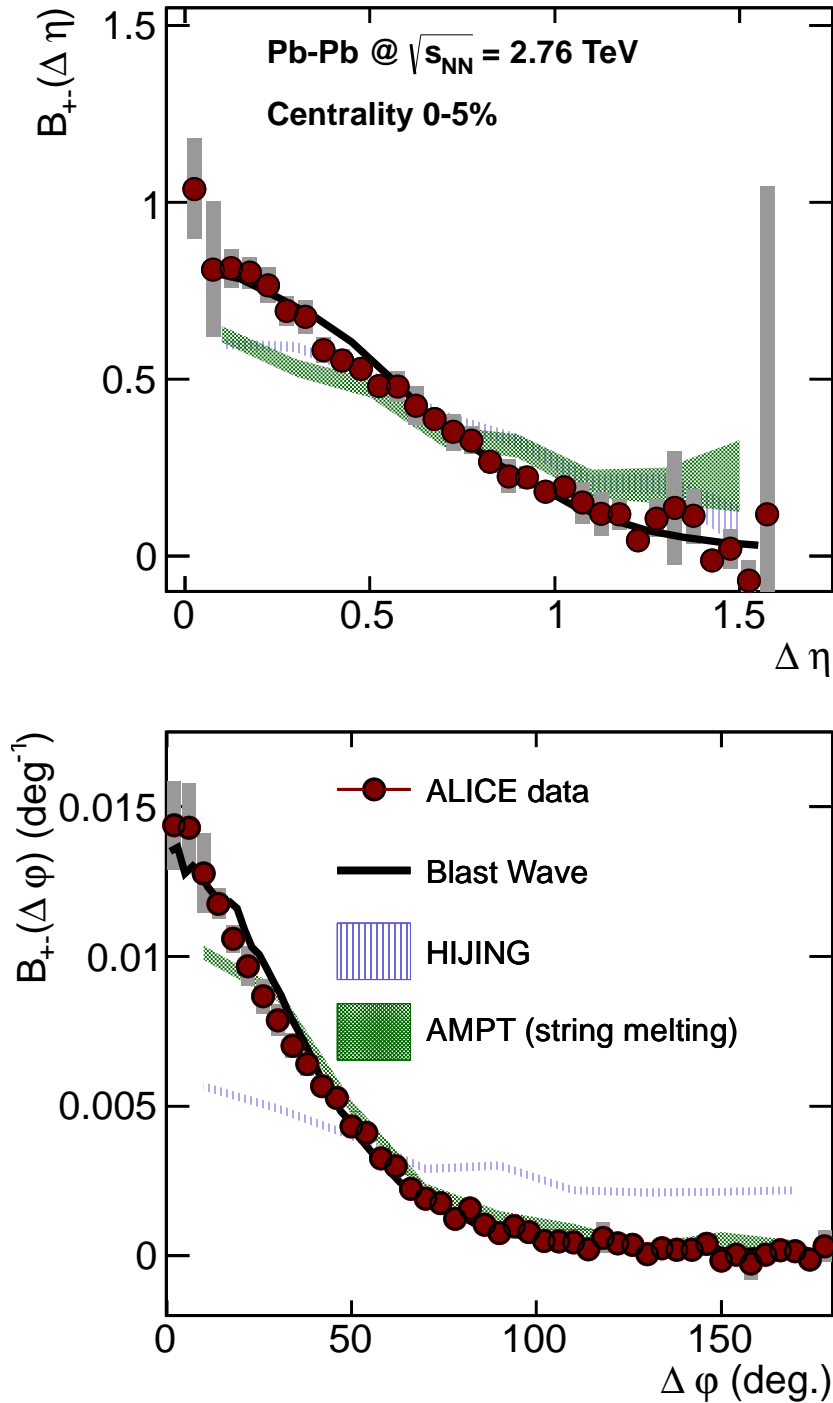 B₊₋(Δ η)
1.5
1
0.5
0
Pb-Pb @ √s_NN = 2.76 TeV
Centrality 0-5%
0 0.5 1 1.5
Δ η
B₊₋(Δ φ) (deg⁻¹)
0.015
0.01
0.005
0
ALICE data
Blast Wave
HIJING
AMPT (string melting)
0 50 100 150
Δ φ (deg.)